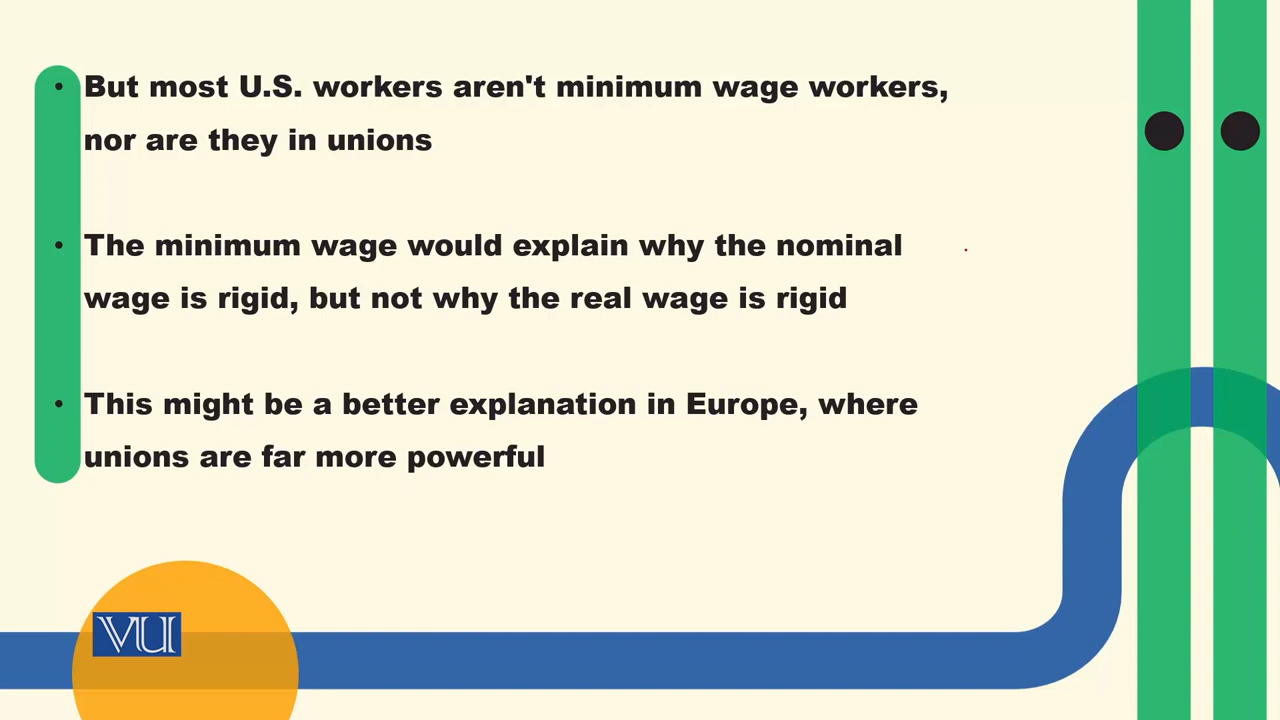 • But most U.S. workers aren't minimum wage workers,
nor are they in unions
• The minimum wage would explain why the nominal
wage is rigid, but not why the real wage is rigid
• This might be a better explanation in Europe, where
unions are far more powerful
VU